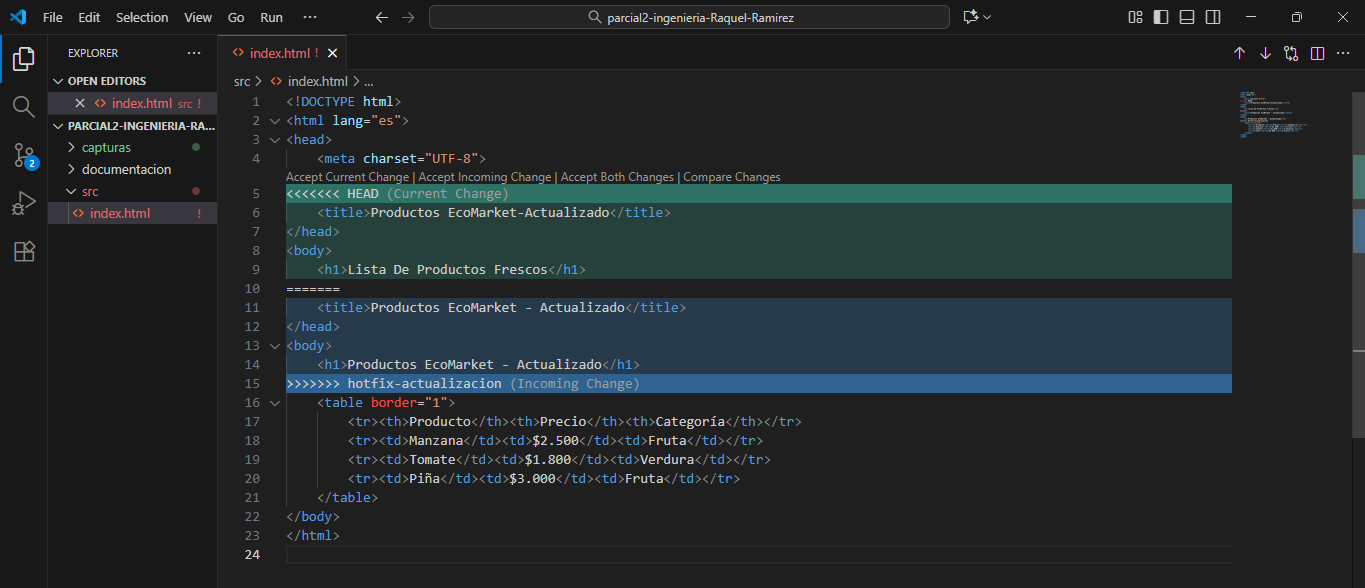 File Edit Selection View Go Run ···
parcial2-ingenieria-Raquel-Ramirez
EXPLORER ···
OPEN EDITORS
index.html src !
PARCIAL2-INGENIERIA-RA...
capturas
documentacion
src
index.html !
2
index.html !
src > index.html > ...
1 <!DOCTYPE html>
2 <html lang="es">
3 <head>
4 <meta charset="UTF-8">
Accept Current Change | Accept Incoming Change | Accept Both Changes | Compare Changes
5 <<<<<<< HEAD (Current Change)
6 <title>Productos EcoMarket-Actualizado</title>
7 </head>
8 <body>
9 <h1>Lista De Productos Frescos</h1>
10 =======
11 <title>Productos EcoMarket - Actualizado</title>
12 </head>
13 <body>
14 <h1>Productos EcoMarket - Actualizado</h1>
15 >>>>>>> hotfix-actualizacion (Incoming Change)
16 <table border="1">
17 <tr><th>Producto</th><th>Precio</th><th>Categoría</th></tr>
18 <tr><td>Manzana</td><td>$2.500</td><td>Fruta</td></tr>
19 <tr><td>Tomate</td><td>$1.800</td><td>Verdura</td></tr>
20 <tr><td>Piña</td><td>$3.000</td><td>Fruta</td></tr>
21 </table>
22 </body>
23 </html>
24